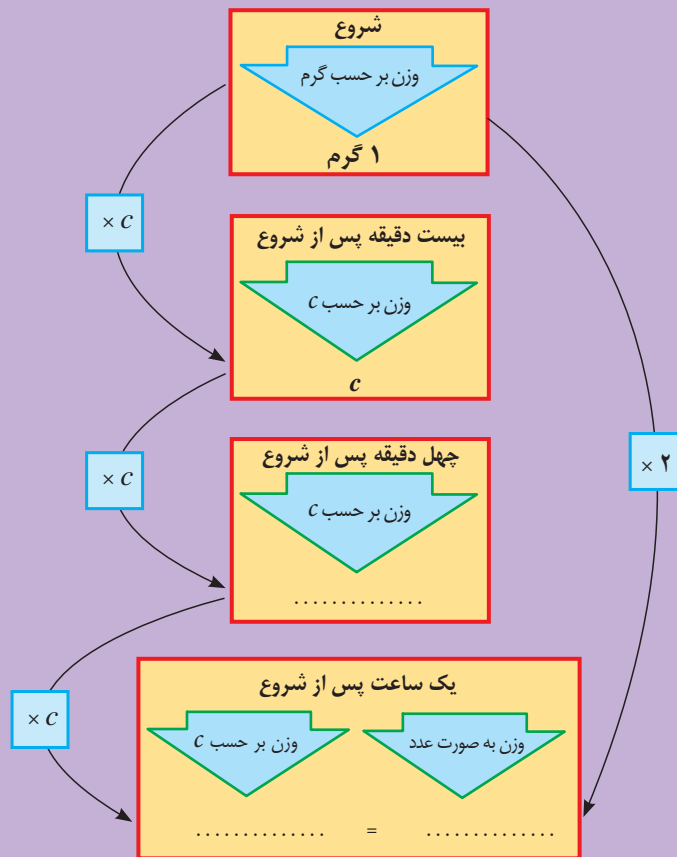 شروع
وزن بر حسب گرم
۱ گرم
× c
بیست دقیقه پس از شروع
وزن بر حسب c
c
× c
چهل دقیقه پس از شروع
وزن بر حسب c
..............
× ۲
یک ساعت پس از شروع
× c
وزن به صورت عدد
وزن بر حسب c
.............. = ..............